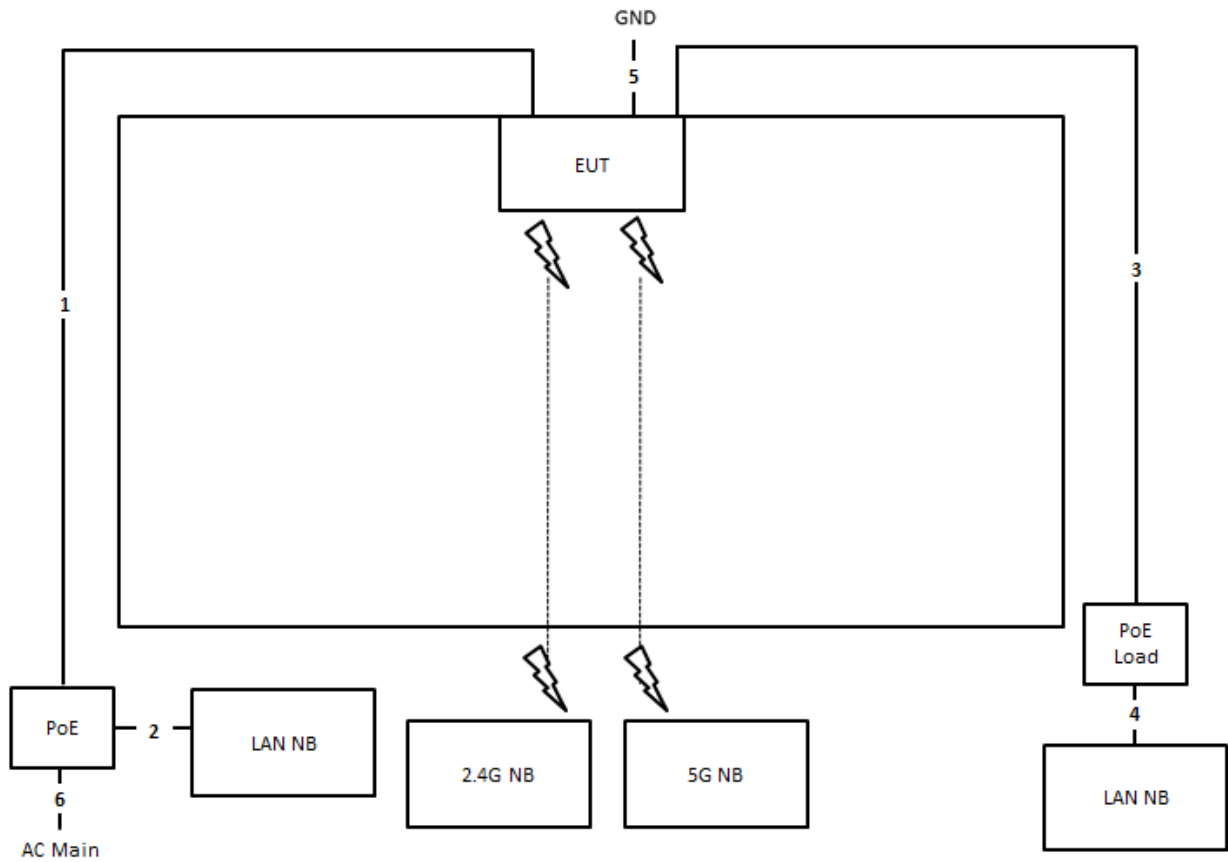 GND
5
EUT
3
1
PoE
Load
PoE
2
LAN NB
2.4G NB
5G NB
4
LAN NB
6
AC Main